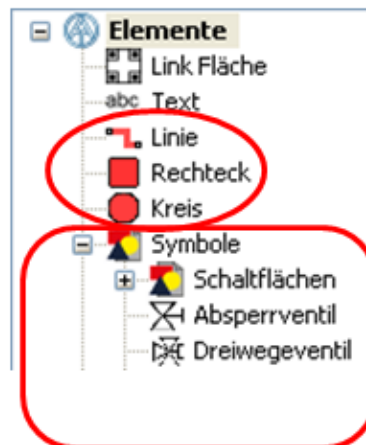 Elemente
Link Fläche
abc Text
Linie
Rechteck
Kreis
Symbole
Schaltflächen
Absperrventil
Dreiwegeventil